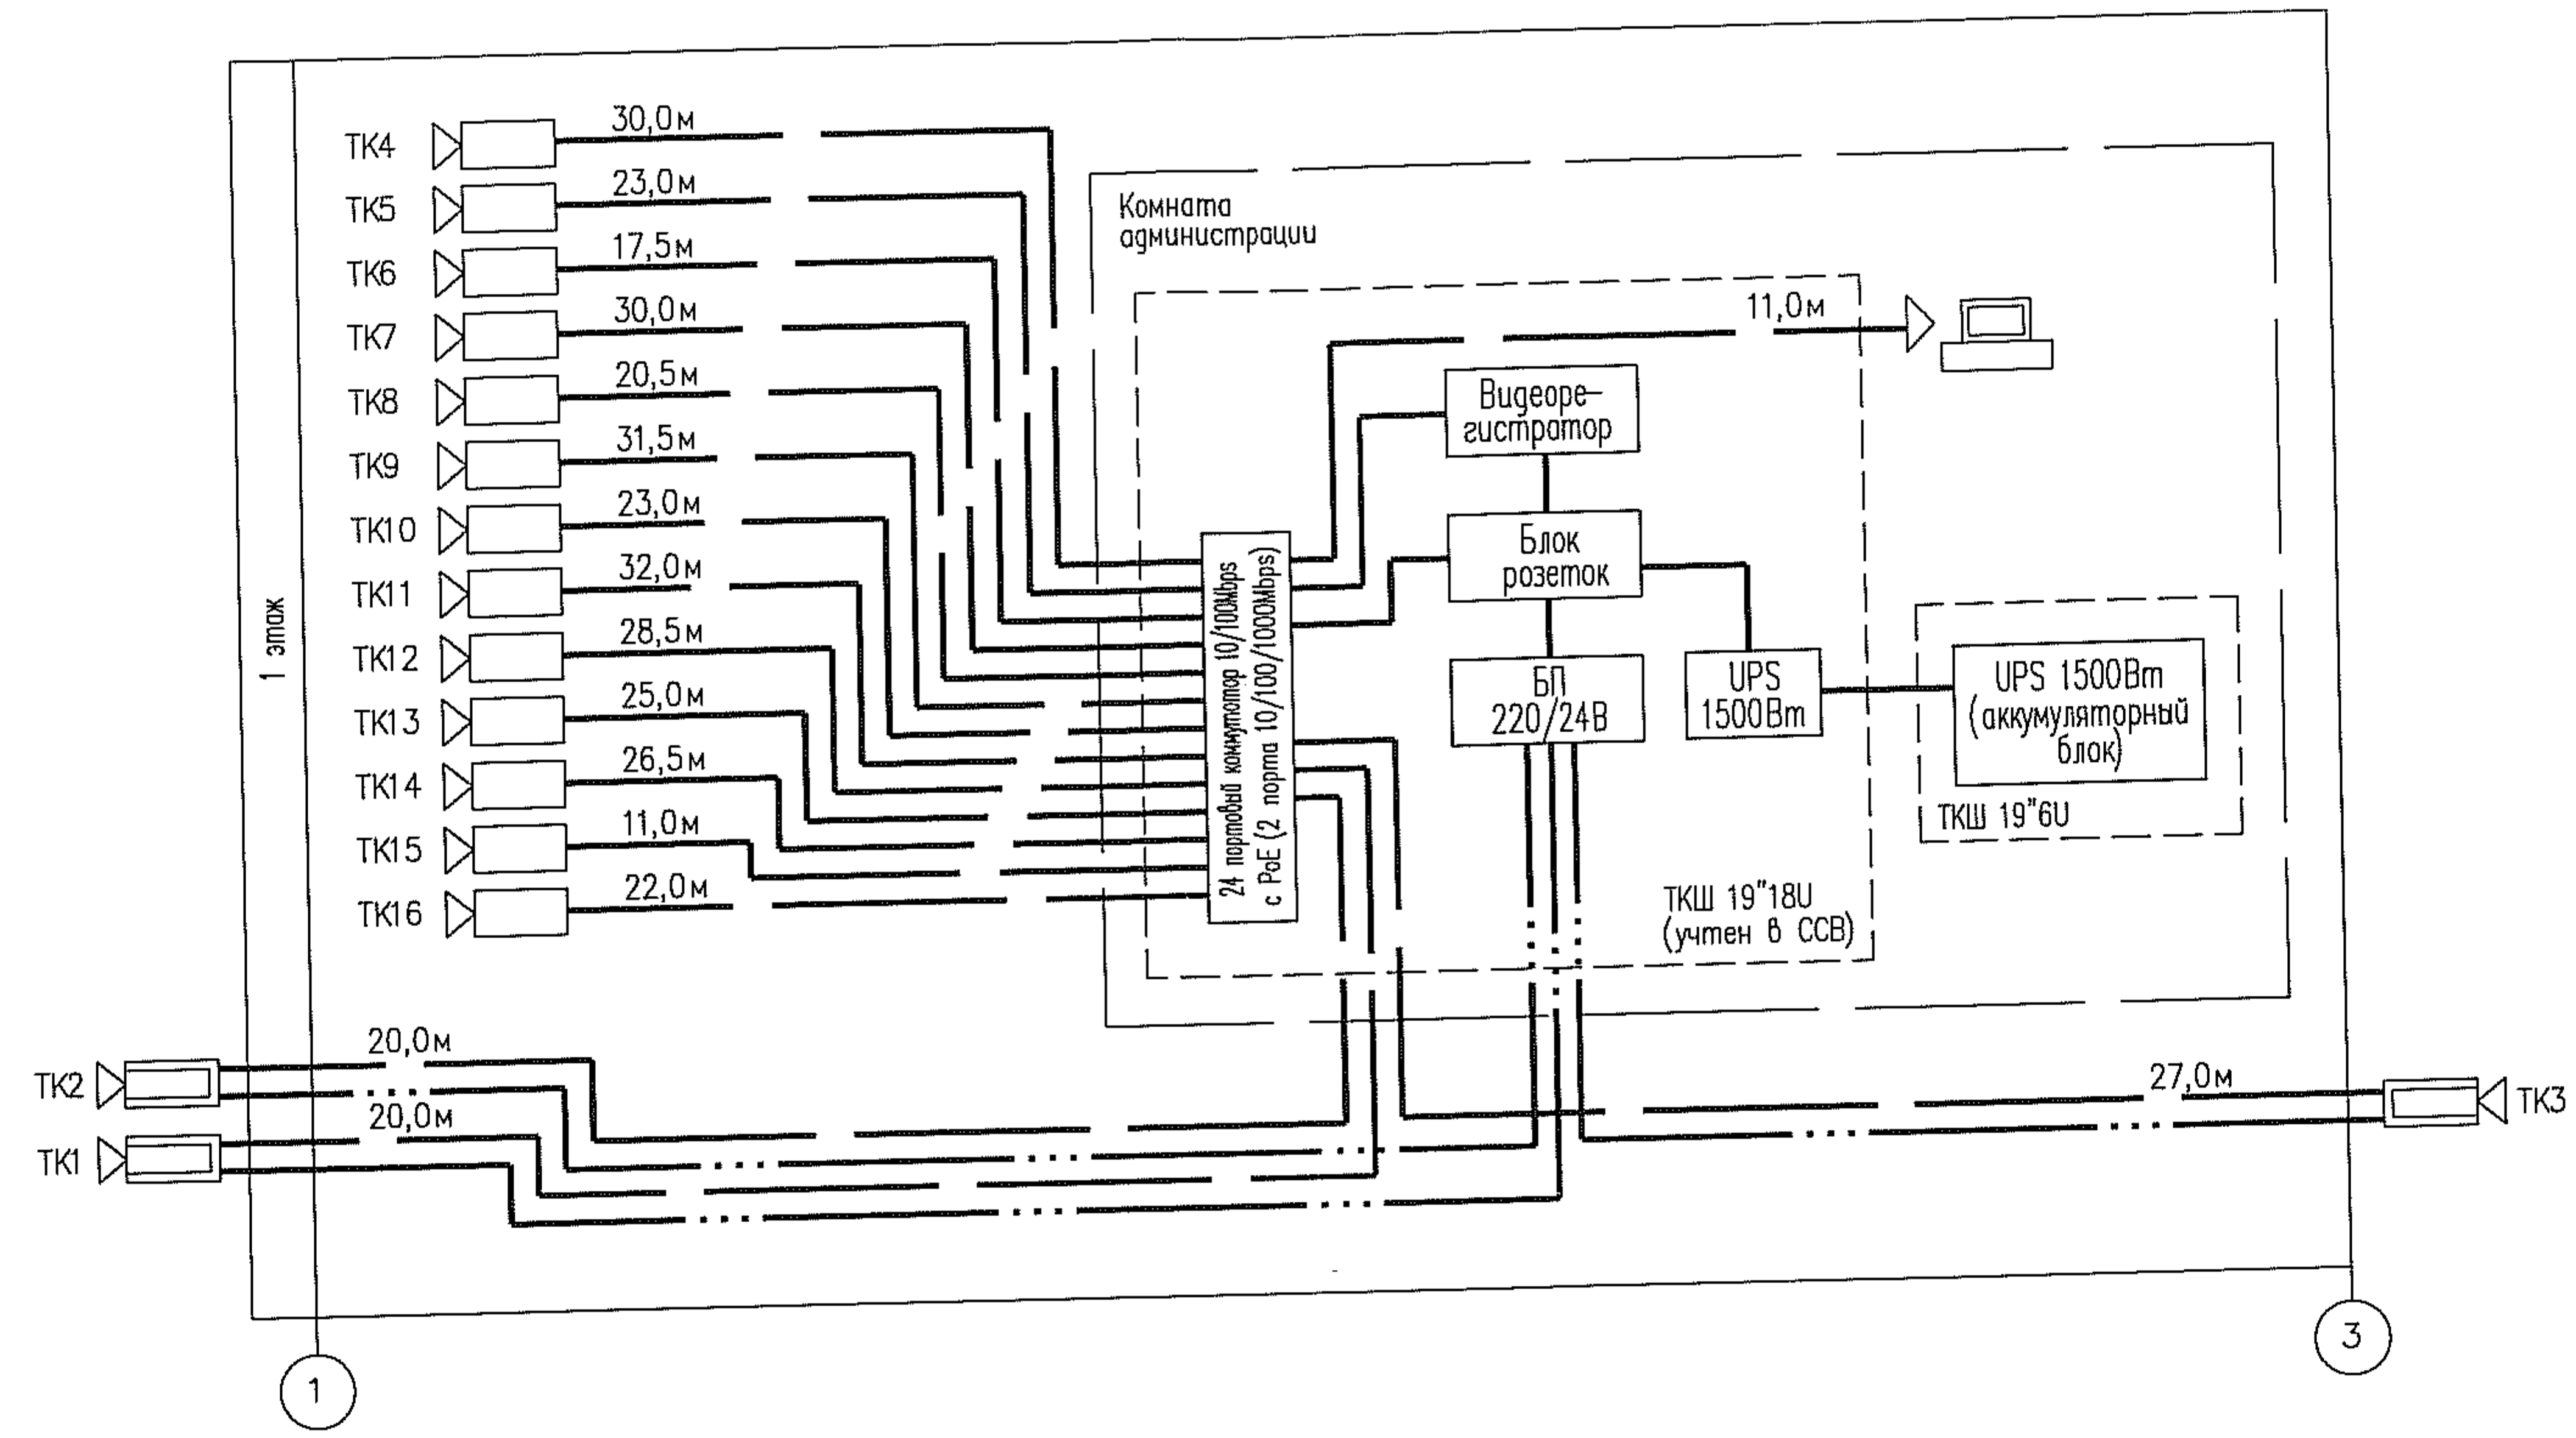 ТК4
30,0м
ТК5
23,0м
ТК6
17,5м
ТК7
30,0м
ТК8
20,5м
ТК9
31,5м
ТК10
23,0м
ТК11
32,0м
ТК12
28,5м
ТК13
25,0м
ТК14
26,5м
ТК15
11,0м
ТК16
22,0м
1 этаж
Комната
администрации
11,0м
Видеоре-
гистратор
Блок
розеток
БП
220/24В
UPS
1500Вт
UPS 1500Вт
(аккумуляторный
блок)
ТКШ 19"6U
ТКШ 19"18U
(учтен в ССВ)
24 портовый коммутатор 10/100Mbps
с PoE (2 порта 10/100/1000Mbps)
ТК2
20,0м
ТК1
20,0м
27,0м
ТК3
1
3